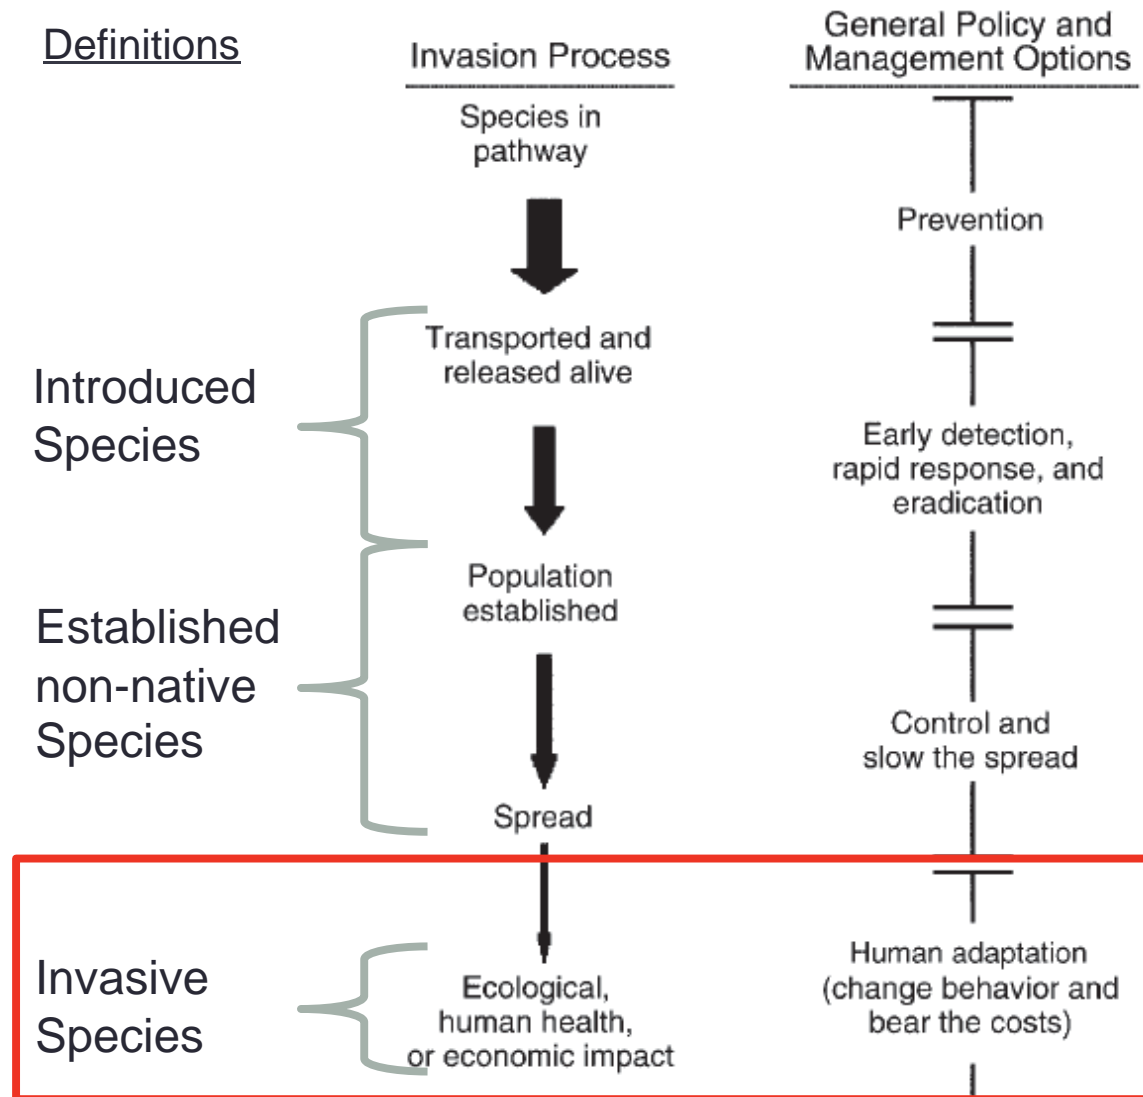 Definitions
Invasion Process
General Policy and
Management Options
Species in
pathway
Prevention
Transported and
released alive
Introduced
Species
Early detection,
rapid response, and
eradication
Population
established
Established
non-native
Species
Control and
slow the spread
Spread
Invasive
Species
Ecological,
human health,
or economic impact
Human adaptation
(change behavior and
bear the costs)